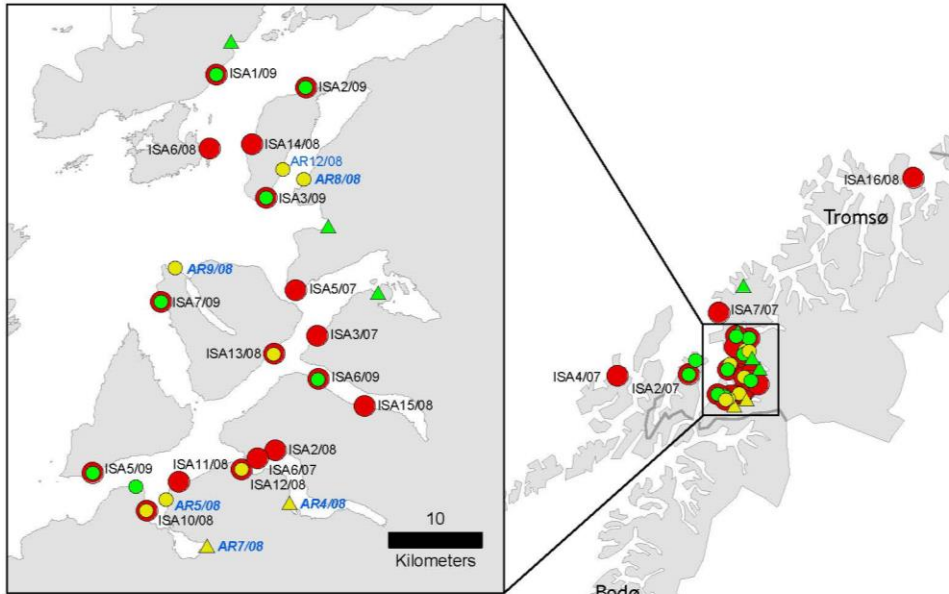 ISA1/09
ISA2/09
ISA6/08
ISA14/08
AR12/08
AR8/08
ISA3/09
AR9/08
ISA5/07
ISA7/09
ISA3/07
ISA13/08
ISA6/09
ISA15/08
ISA2/08
ISA11/08
ISA6/07
ISA5/09
ISA12/08
AR5/08
AR4/08
ISA10/08
AR7/08
10
Kilometers
ISA16/08
Tromsø
ISA7/07
ISA4/07
ISA2/07
Bodø